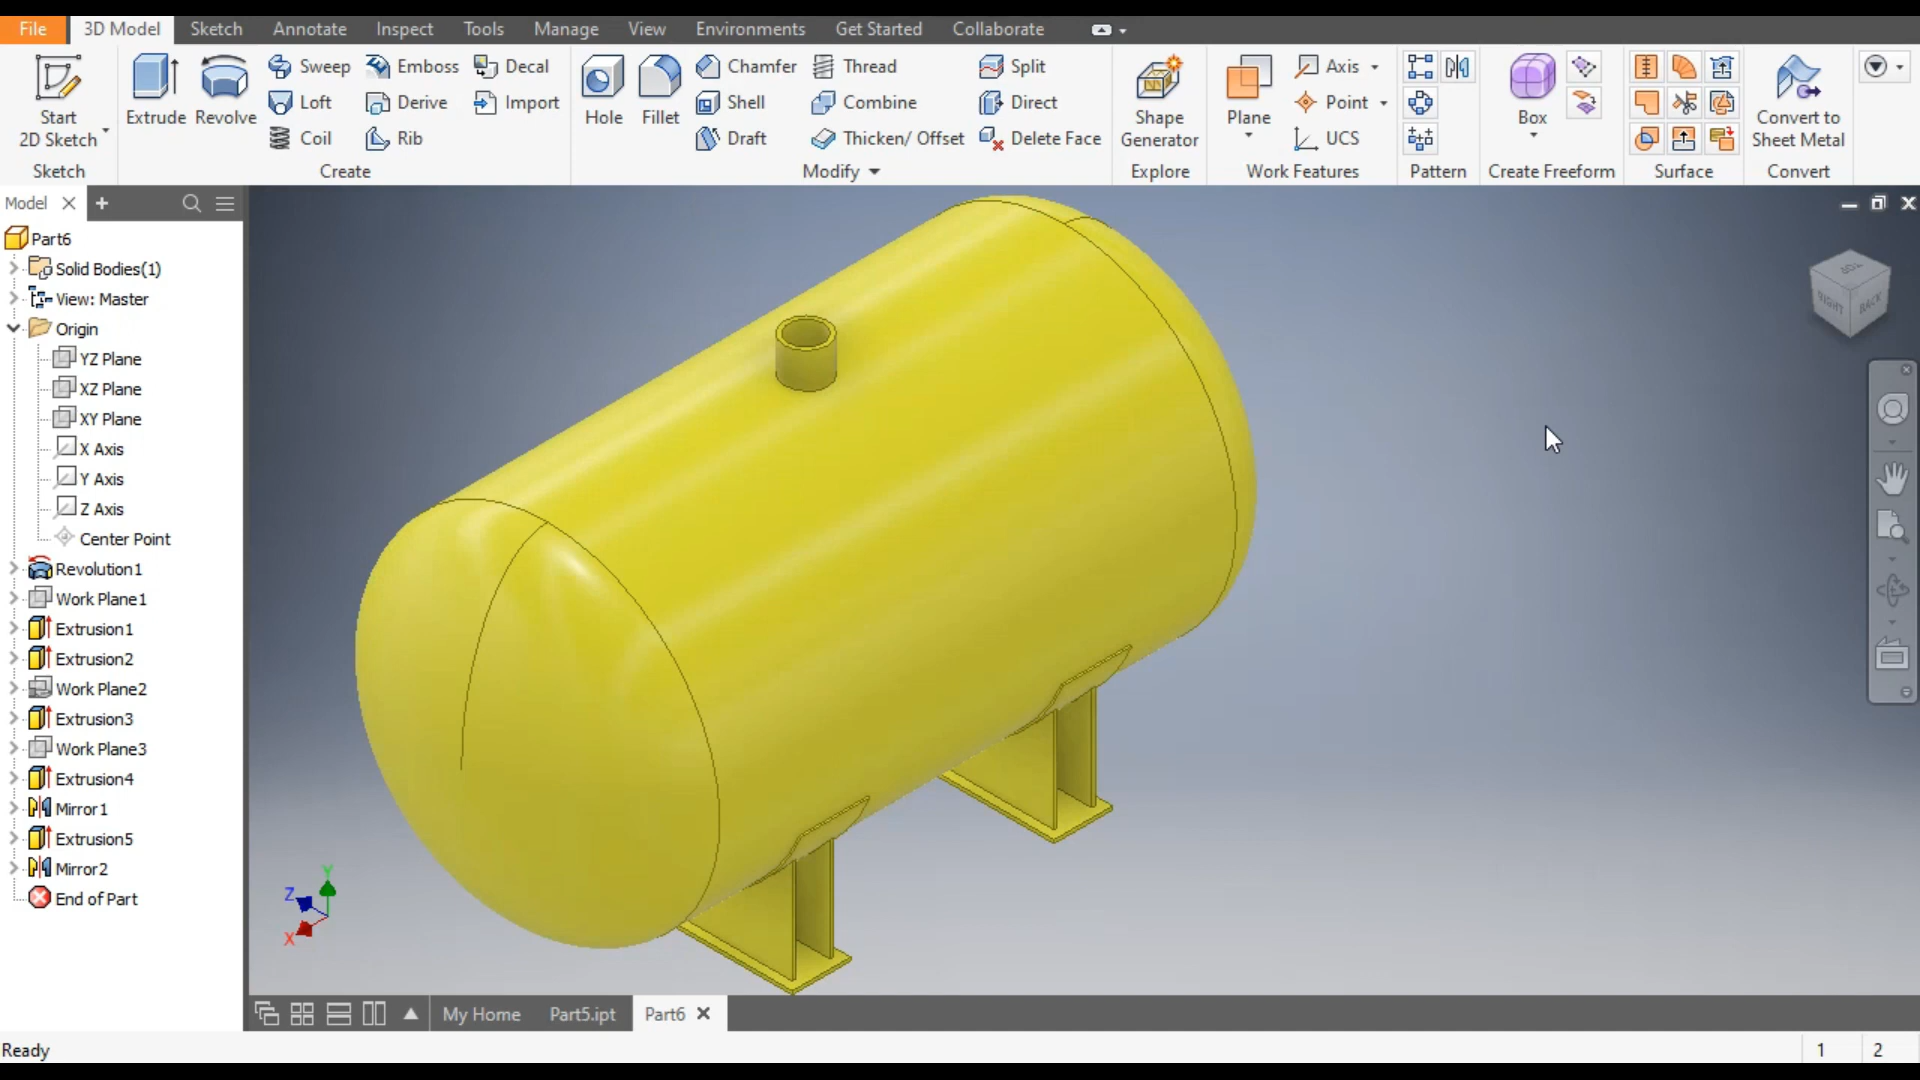 File 3D Model Sketch Annotate Inspect Tools Manage View Environments Get Started Collaborate
Start
2D Sketch
Extrude Revolve
Sweep Emboss Decal
Loft Derive Import
Coil Rib
Hole Fillet
Chamfer Thread Split
Shell Combine Direct
Draft Thicken/ Offset Delete Face
Shape
Generator
Plane
Axis
Point
UCS
Box
Convert to
Sheet Metal
Sketch Create Modify Explore Work Features Pattern Create Freeform Surface Convert
Model
Part6
Solid Bodies(1)
View: Master
Origin
YZ Plane
XZ Plane
XY Plane
X Axis
Y Axis
Z Axis
Center Point
Revolution1
Work Plane1
Extrusion1
Extrusion2
Work Plane2
Extrusion3
Work Plane3
Extrusion4
Mirror1
Extrusion5
Mirror2
End of Part
TOP
RIGHT BACK
Y
Z
X
My Home Part5.ipt Part6
Ready 1 2